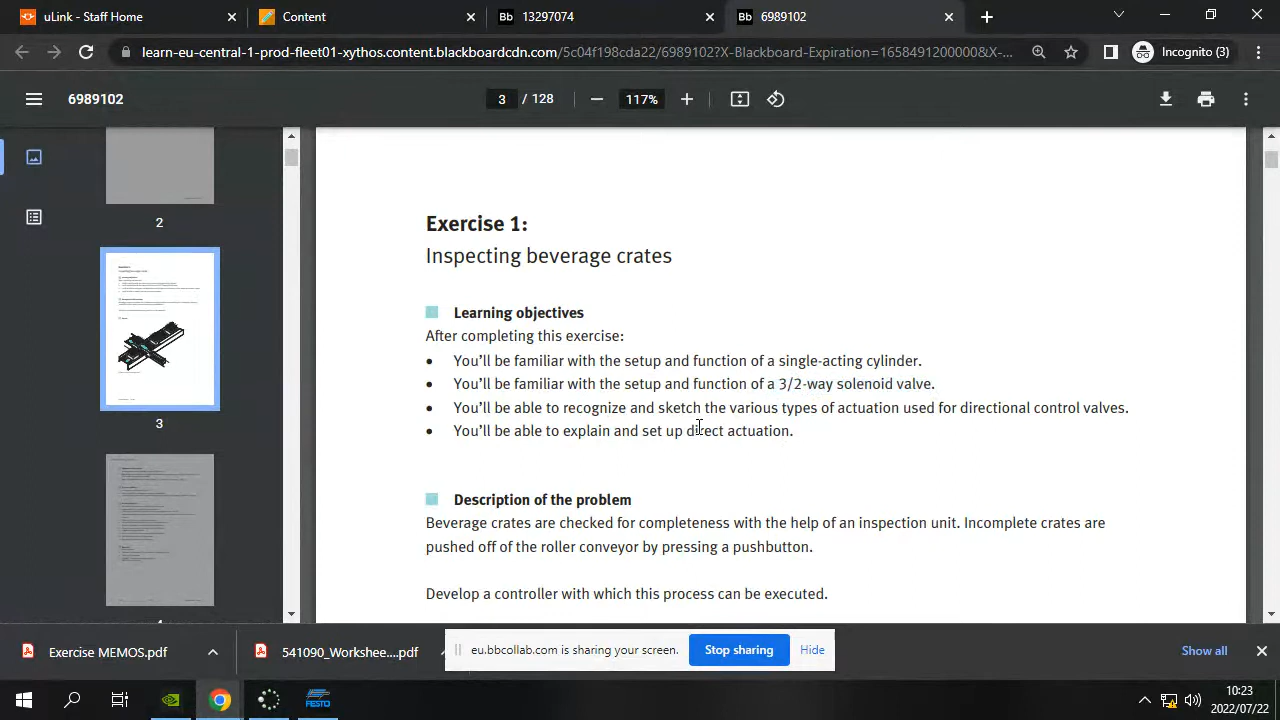 uLink - Staff Home
Content
Bb 13297074
Bb 6989102
learn-eu-central-1-prod-fleet01-xythos.content.blackboardcdn.com/5c04f198cda22/6989102?X-Blackboard-Expiration=1658491200000&X-...
Incognito (3)
6989102
3 / 128
117%
2
3
Exercise 1:
Inspecting beverage crates
Learning objectives
After completing this exercise:
• You'll be familiar with the setup and function of a single-acting cylinder.
• You'll be familiar with the setup and function of a 3/2-way solenoid valve.
• You'll be able to recognize and sketch the various types of actuation used for directional control valves.
• You'll be able to explain and set up direct actuation.
Description of the problem
Beverage crates are checked for completeness with the help of an inspection unit. Incomplete crates are
pushed off of the roller conveyor by pressing a pushbutton.
Develop a controller with which this process can be executed.
Exercise MEMOS.pdf
541090_Workshee....pdf
eu.bbcollab.com is sharing your screen.
Stop sharing
Hide
Show all
FESTO
10:23
2022/07/22